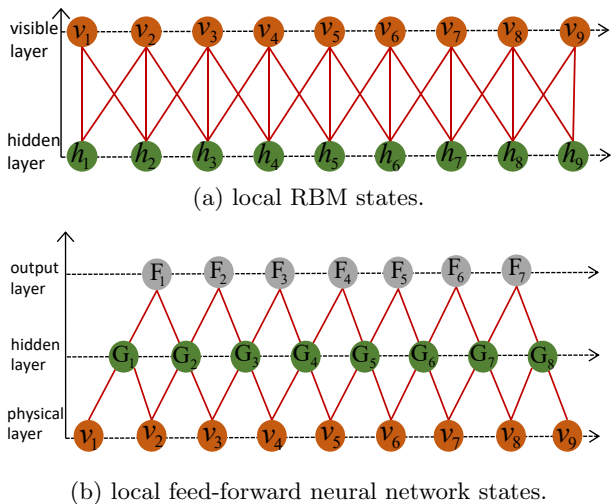 visible layer
v1 v2 v3 v4 v5 v6 v7 v8 v9
hidden layer
h1 h2 h3 h4 h5 h6 h7 h8 h9
(a) local RBM states.
output layer
F1 F2 F3 F4 F5 F6 F7
hidden layer
G1 G2 G3 G4 G5 G6 G7 G8
physical layer
v1 v2 v3 v4 v5 v6 v7 v8 v9
(b) local feed-forward neural network states.